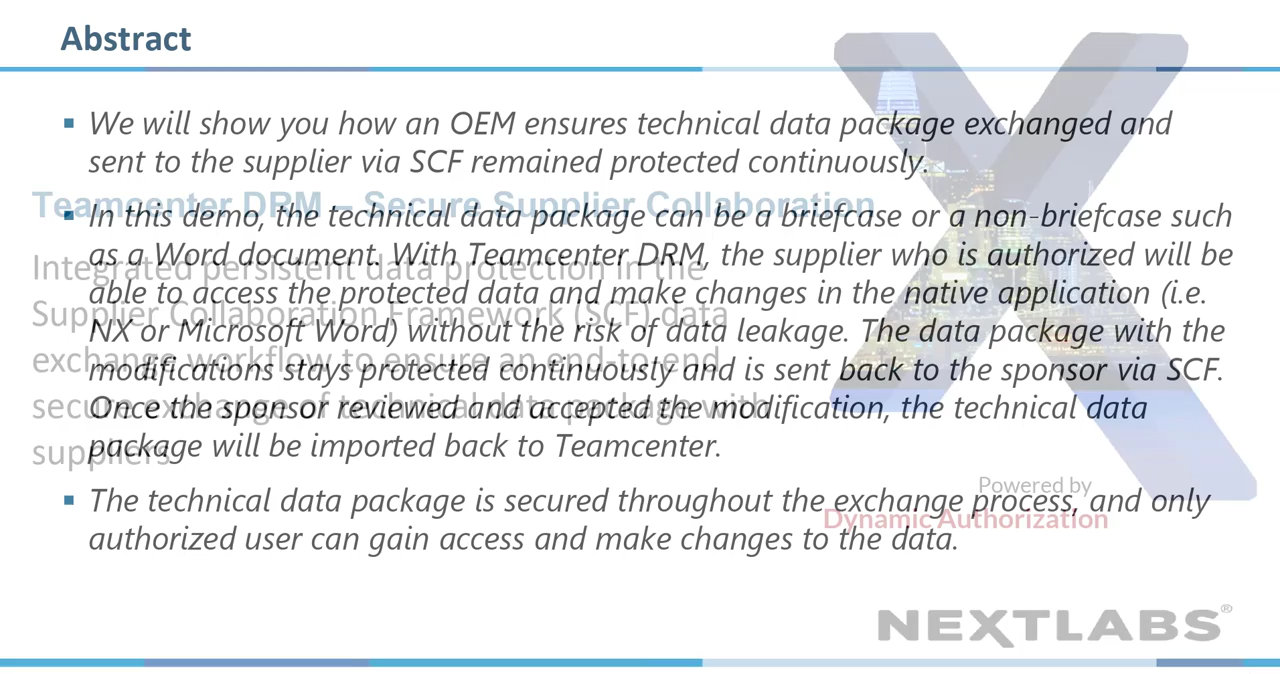 Abstract
▪ We will show you how an OEM ensures technical data package exchanged and
sent to the supplier via SCF remained protected continuously.
▪ In this demo, the technical data package can be a briefcase or a non-briefcase such
as a Word document. With Teamcenter DRM, the supplier who is authorized will be
able to access the protected data and make changes in the native application (i.e.
NX or Microsoft Word) without the risk of data leakage. The data package with the
modifications stays protected continuously and is sent back to the sponsor via SCF.
Once the sponsor reviewed and accepted the modification, the technical data
package will be imported back to Teamcenter.
▪ The technical data package is secured throughout the exchange process, and only
authorized user can gain access and make changes to the data.
Teamcenter DRM – Secure Supplier Collaboration
Integrated persistent data protection in the
Supplier Collaboration Framework (SCF) data
exchange workflow to ensure an end-to-end
secure exchange of technical data package with
suppliers
Powered by
Dynamic Authorization
NEXTLABS®